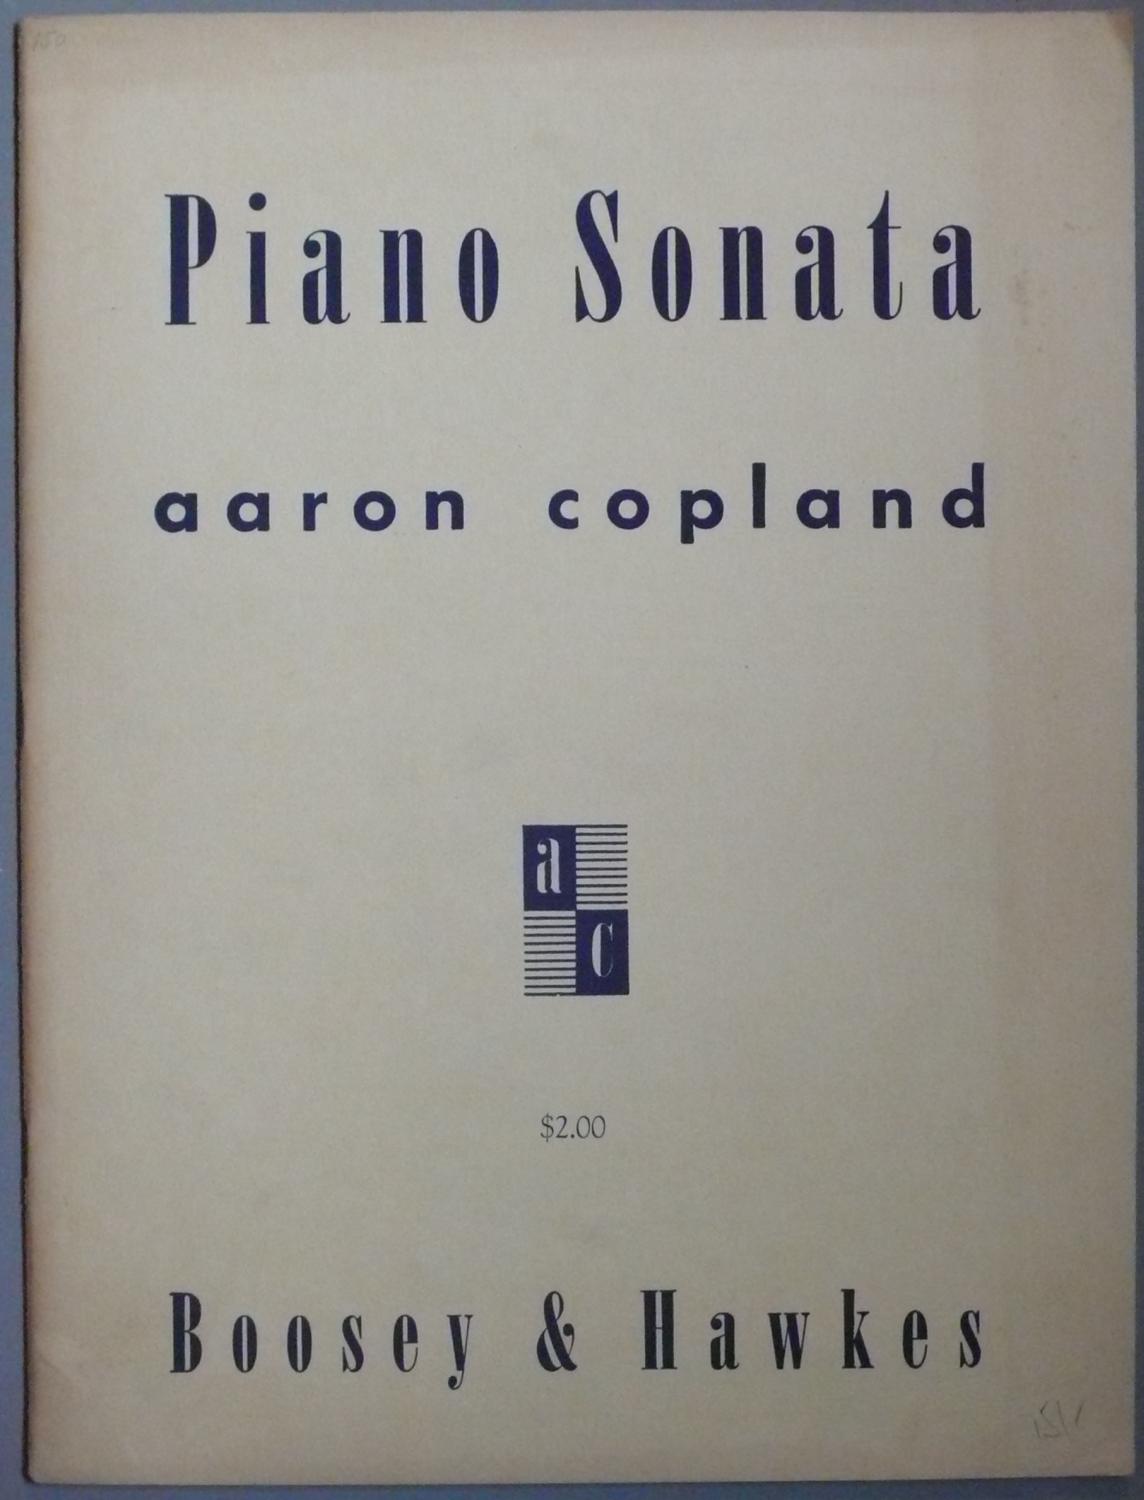 Piano Sonata
aaron copland
a
c
$2.00
Boosey & Hawkes